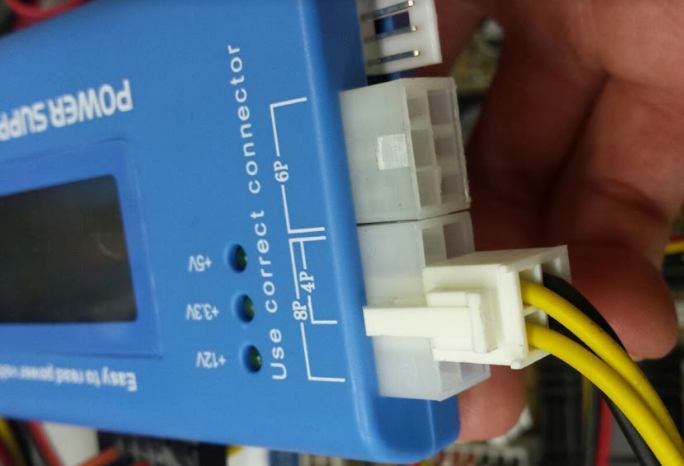 POWER SUPP
Use correct connector
6P
8P
4P
+5V
+3.3V
+12V
Easy to read power